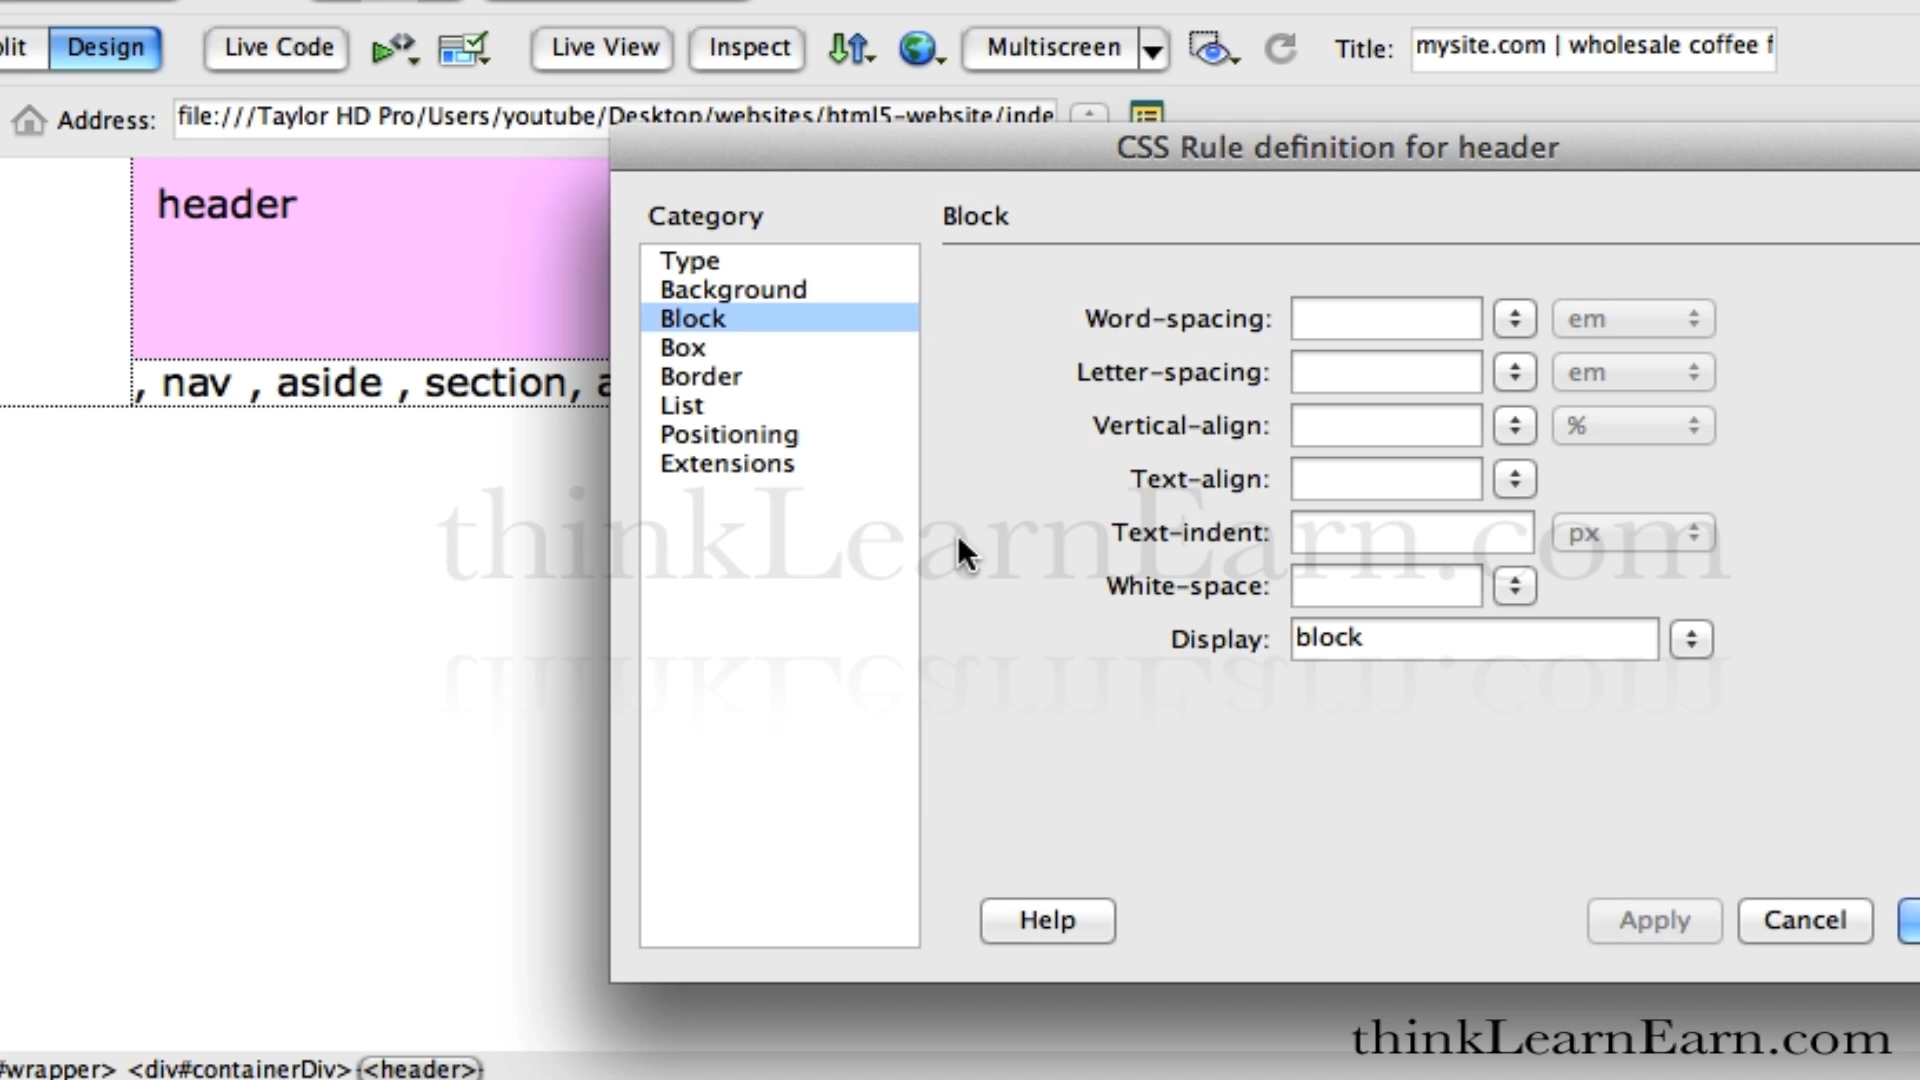 Design
Live Code
Live View
Inspect
Multiscreen
Title:
mysite.com | wholesale coffee f
Address:
file:///Taylor HD Pro/Users/youtube/Desktop/websites/html5-website/inde
CSS Rule definition for header
header
, nav , aside , section, a
Category
Type
Background
Block
Box
Border
List
Positioning
Extensions
Block
Word-spacing:
em
Letter-spacing:
em
Vertical-align:
%
Text-align:
Text-indent:
px
White-space:
Display:
block
thinkLearnEarn.com
Help
Apply
Cancel
thinkLearnEarn.com
#wrapper> <div#containerDiv> <header>